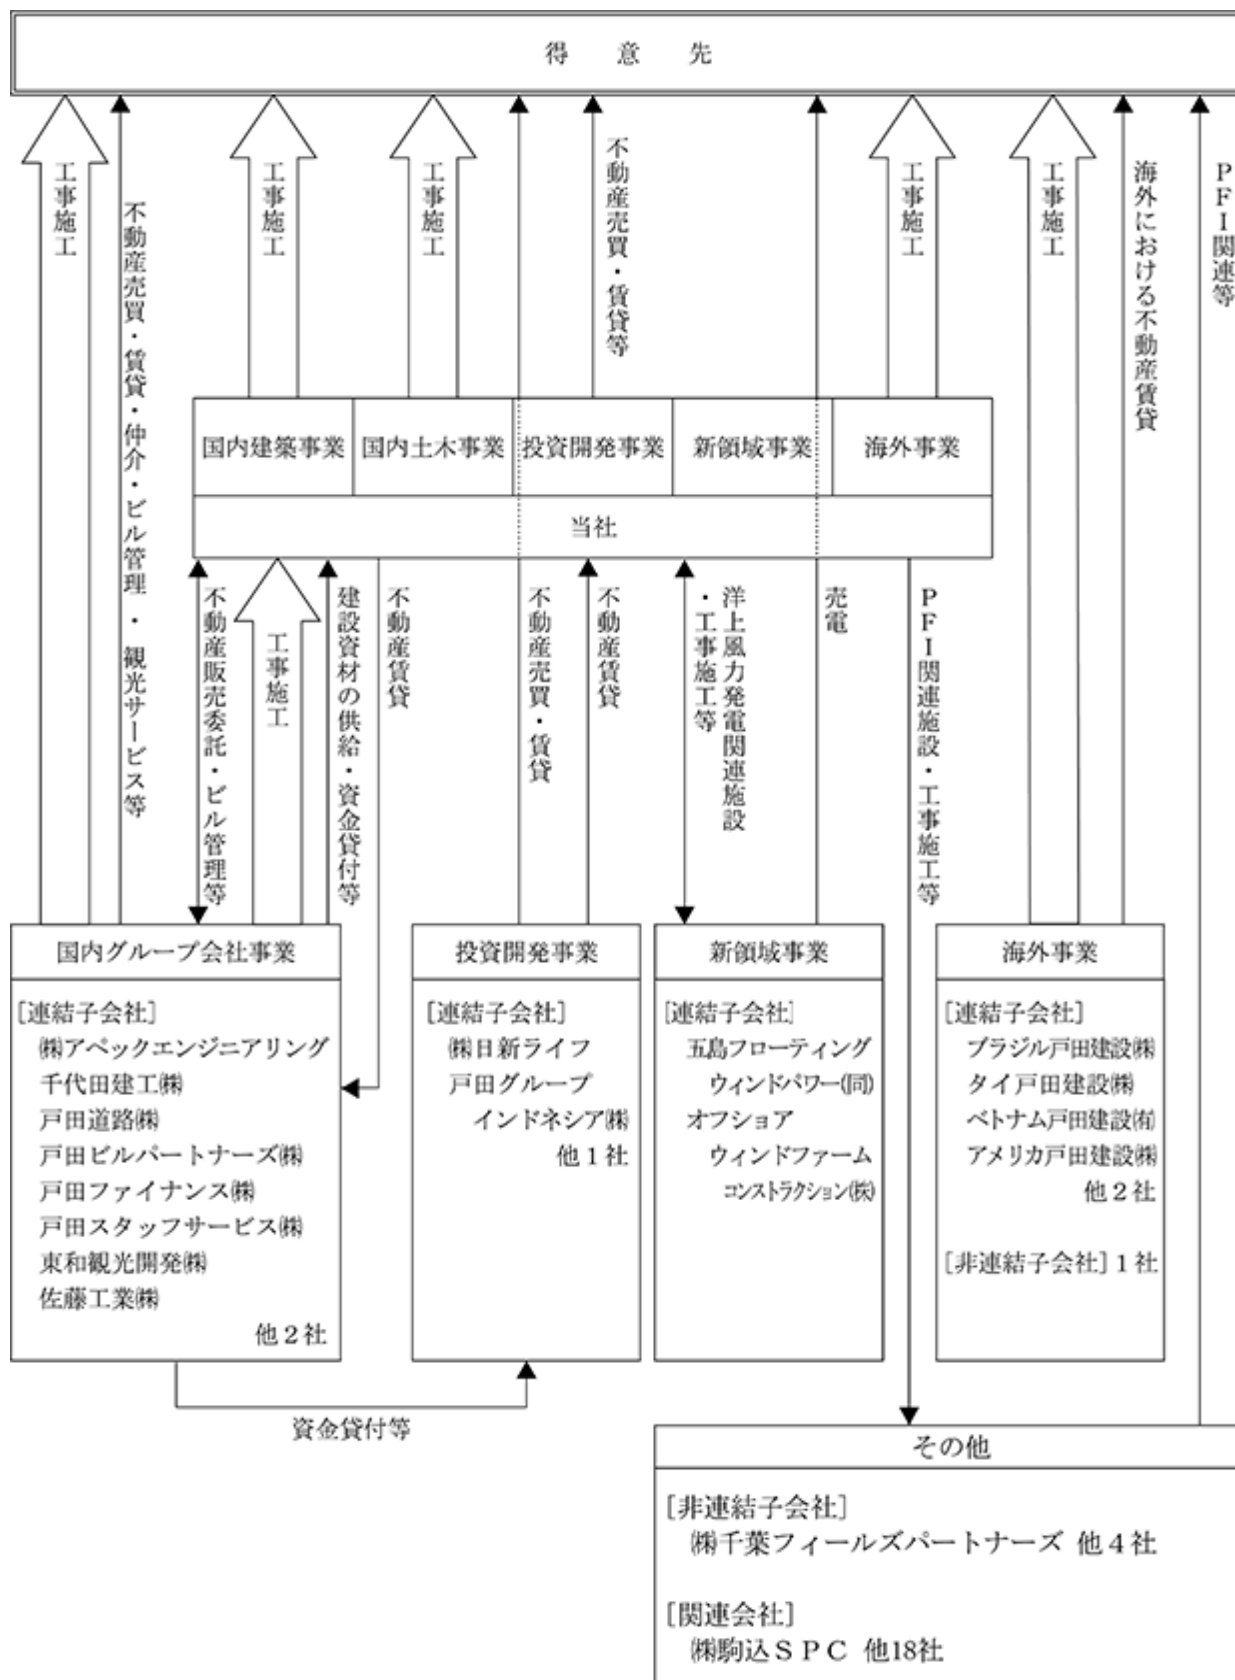 得意先
工事施工
不動産売買・賃貸・仲介・ビル管理・観光サービス等
工事施工
工事施工
不動産売買・賃貸等
工事施工
工事施工
海外における不動産賃貸
PFI関連等
国内建築事業
国内土木事業
投資開発事業
新領域事業
海外事業
当社
不動産販売委託・ビル管理等
工事施工
建設資材の供給・資金貸付等
不動産賃貸
不動産売買・賃貸
不動産賃貸
洋上風力発電関連施設
・工事施工等
売電
PFI関連施設・工事施工等
国内グループ会社事業
[連結子会社]
㈱アペックエンジニアリング
千代田建工㈱
戸田道路㈱
戸田ビルパートナーズ㈱
戸田ファイナンス㈱
戸田スタッフサービス㈱
東和観光開発㈱
佐藤工業㈱
他2社
投資開発事業
[連結子会社]
㈱日新ライフ
戸田グループ
インドネシア㈱
他1社
新領域事業
[連結子会社]
五島フローティング
ウィンドパワー(同)
オフショア
ウィンドファーム
コンストラクション(株)
海外事業
[連結子会社]
ブラジル戸田建設㈱
タイ戸田建設㈱
ベトナム戸田建設㈲
アメリカ戸田建設㈱
他2社
[非連結子会社]1社
資金貸付等
その他
[非連結子会社]
㈱千葉フィールズパートナーズ 他4社
[関連会社]
㈱駒込SPC 他18社